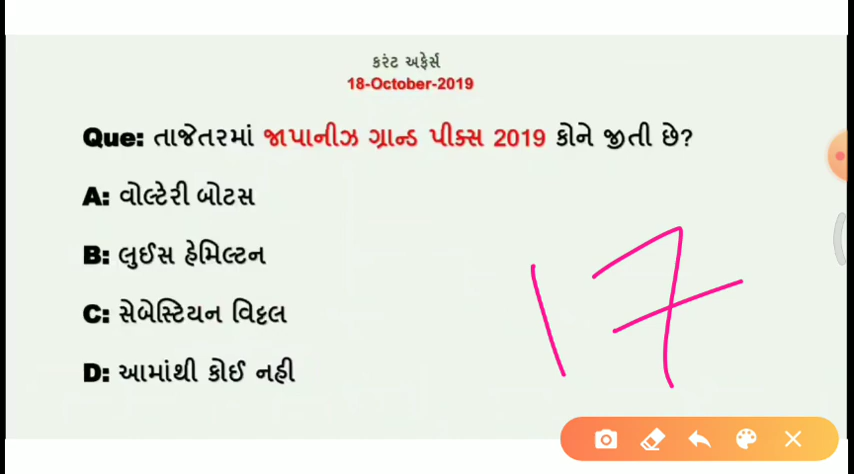 કરંટ અફેર્સ
18-October-2019
Que: તાજેતરમાં જાપાનીઝ ગ્રાન્ડ પીક્સ 2019 કોને જીતી છે?
A: વોલ્ટેરી બોટસ
B: લુઈસ હેમિલ્ટન
C: સેબેસ્ટિયન વિટ્ટલ
D: આમાંથી કોઈ નહી
17